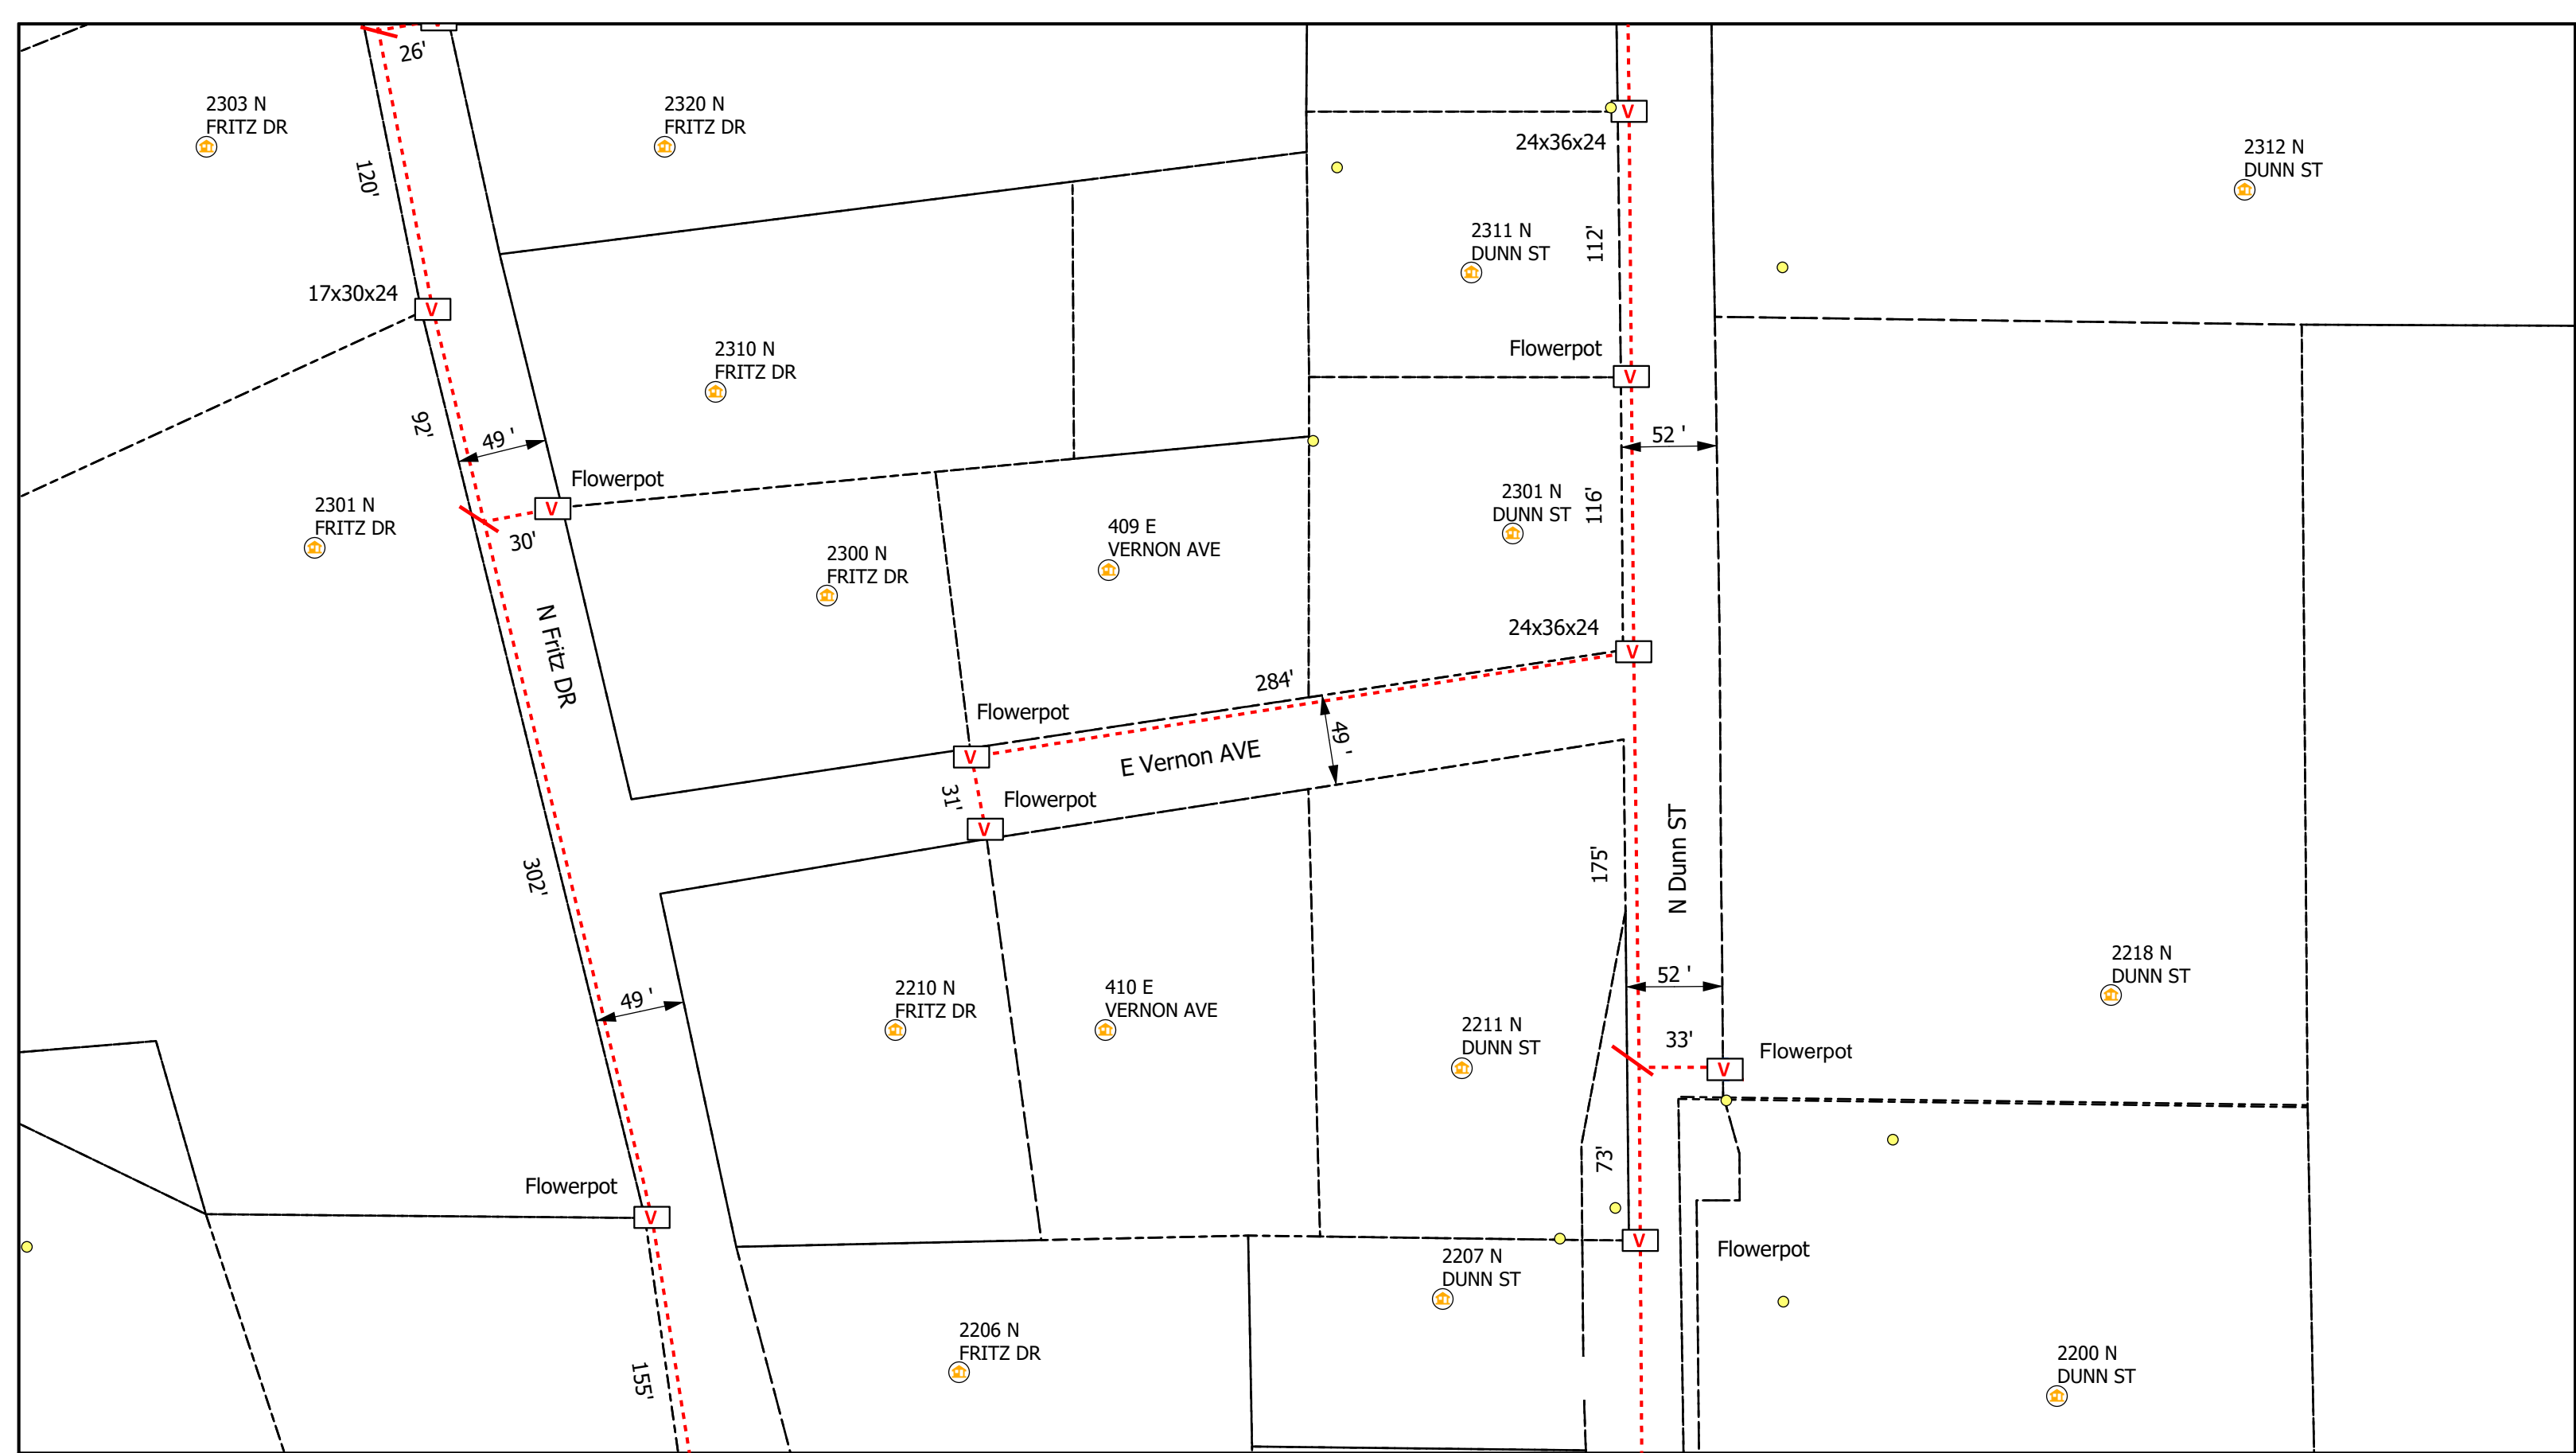 26'
2303 N
FRITZ DR
2320 N
FRITZ DR
V
24x36x24
2312 N
DUNN ST
120'
2311 N
DUNN ST
112'
17x30x24
V
2310 N
FRITZ DR
Flowerpot
V
92'
49 '
52 '
Flowerpot
V
30'
2301 N
FRITZ DR
2301 N
DUNN ST
116'
409 E
VERNON AVE
2300 N
FRITZ DR
N Fritz DR
24x36x24
V
284'
Flowerpot
V
49 '
E Vernon AVE
31'
Flowerpot
V
302'
175'
N Dunn ST
2218 N
DUNN ST
52 '
49 '
2210 N
FRITZ DR
410 E
VERNON AVE
2211 N
DUNN ST
33'
Flowerpot
V
73'
Flowerpot
V
V
Flowerpot
2207 N
DUNN ST
2206 N
FRITZ DR
155'
2200 N
DUNN ST